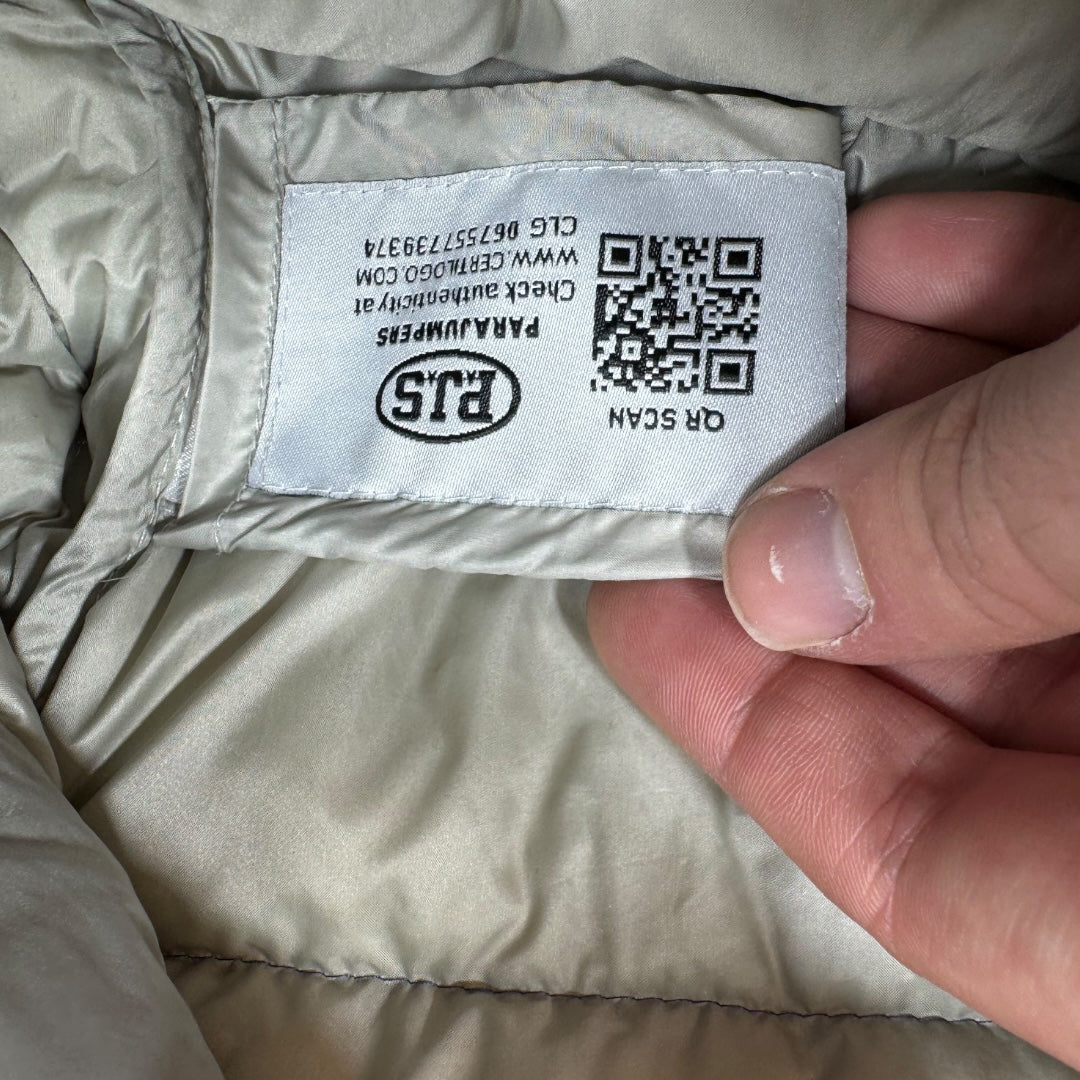 PJS
PARAJUMPERS
Check authenticity at
WWW.CERTILOGO.COM
CLG 067557739374
QR SCAN